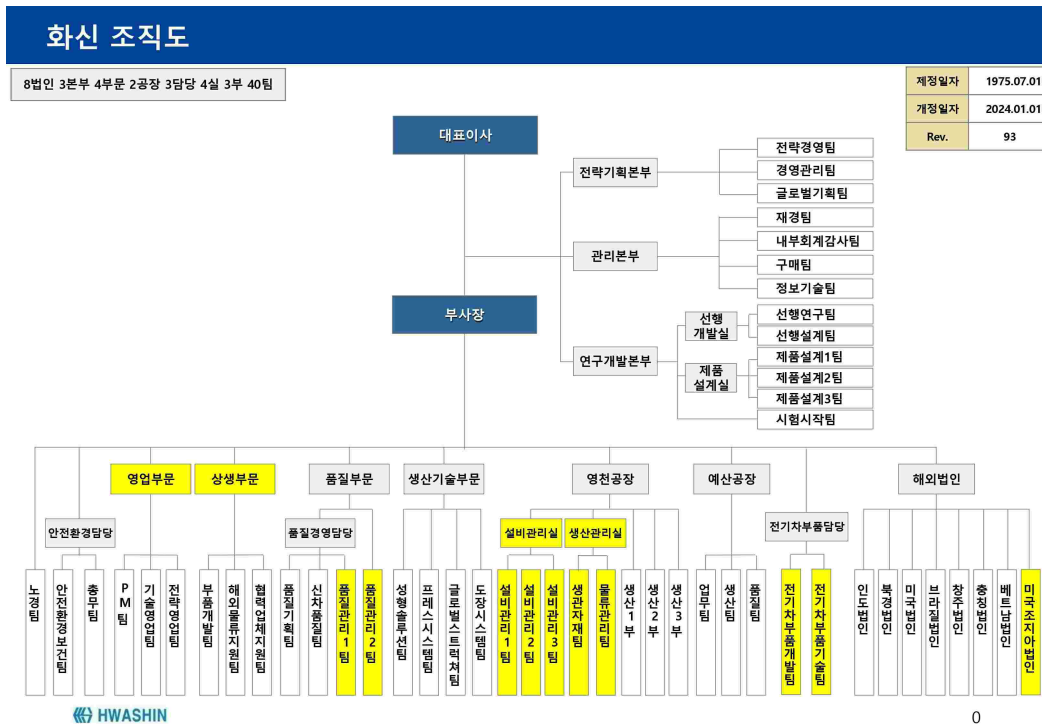 화신 조직도
8법인 3본부 4부문 2공장 3담당 4실 3부 40팀
제정일자 1975.07.01
개정일자 2024.01.01
Rev. 93
대표이사
전략기획본부
전략경영팀
경영관리팀
글로벌기획팀
관리본부
재경팀
내부회계감사팀
구매팀
정보기술팀
부사장
연구개발본부
선행
개발실
선행연구팀
선행설계팀
제품
설계실
제품설계1팀
제품설계2팀
제품설계3팀
시험시작팀
영업부문
상생부문
품질부문
생산기술부문
영천공장
예산공장
해외법인
안전환경담당
품질경영담당
설비관리실
생산관리실
전기차부품담당
노경팀
안전환경보건팀
총무팀
PM팀
기술영업팀
전략영업팀
부품개발팀
해외물류지원팀
협력업체지원팀
품질기획팀
신차품질팀
품질관리1팀
품질관리2팀
성형솔루션팀
프레스시스템팀
글로벌스트럭쳐팀
도장시스템팀
설비관리1팀
설비관리2팀
설비관리3팀
생관자재팀
물류관리팀
생산1부
생산2부
생산3부
업무팀
생산팀
품질팀
전기차부품개발팀
전기차부품기술팀
인도법인
북경법인
미국법인
브라질법인
창주법인
충칭법인
베트남법인
미국조지아법인
HWASHIN
0